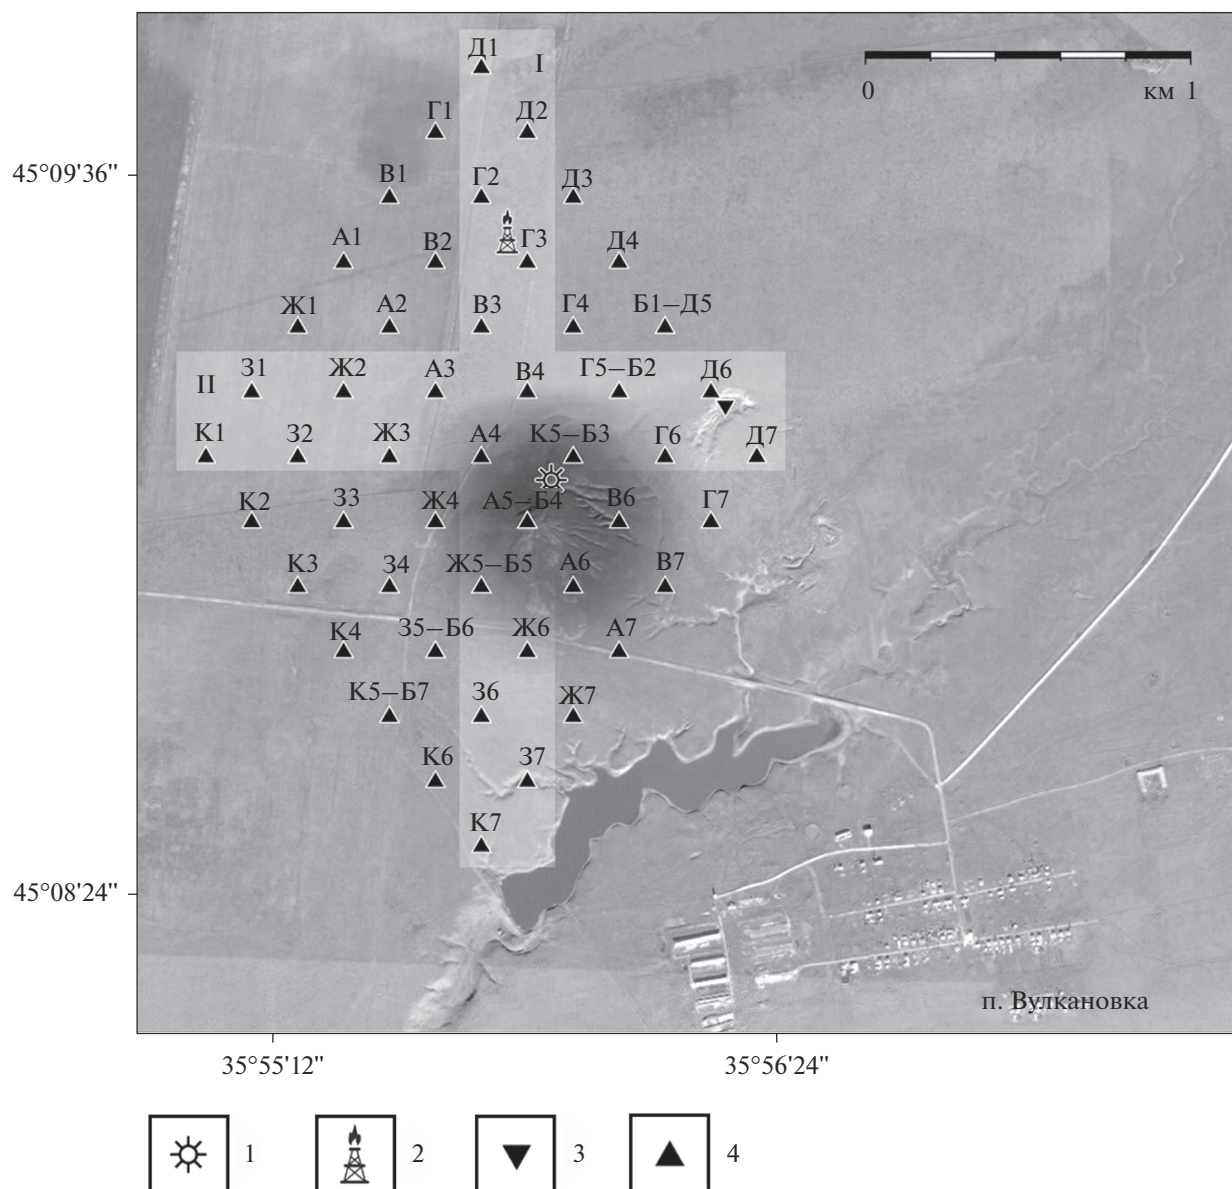 Д1 I
0 км 1
Г1 Д2
45°09'36"
В1 Г2 Д3
А1 В2 Г3 Д4
Ж1 А2 В3 Г4 Б1–Д5
II З1 Ж2 А3 В4 Г5–Б2 Д6
К1 З2 Ж3 А4 К5–Б3 Г6 Д7
К2 З3 Ж4 А5–Б4 В6 Г7
К3 З4 Ж5–Б5 А6 В7
К4 З5–Б6 Ж6 А7
К5–Б7 З6 Ж7
К6 З7
К7
45°08'24"
п. Вулкановка
35°55'12" 35°56'24"
1 2 3 4